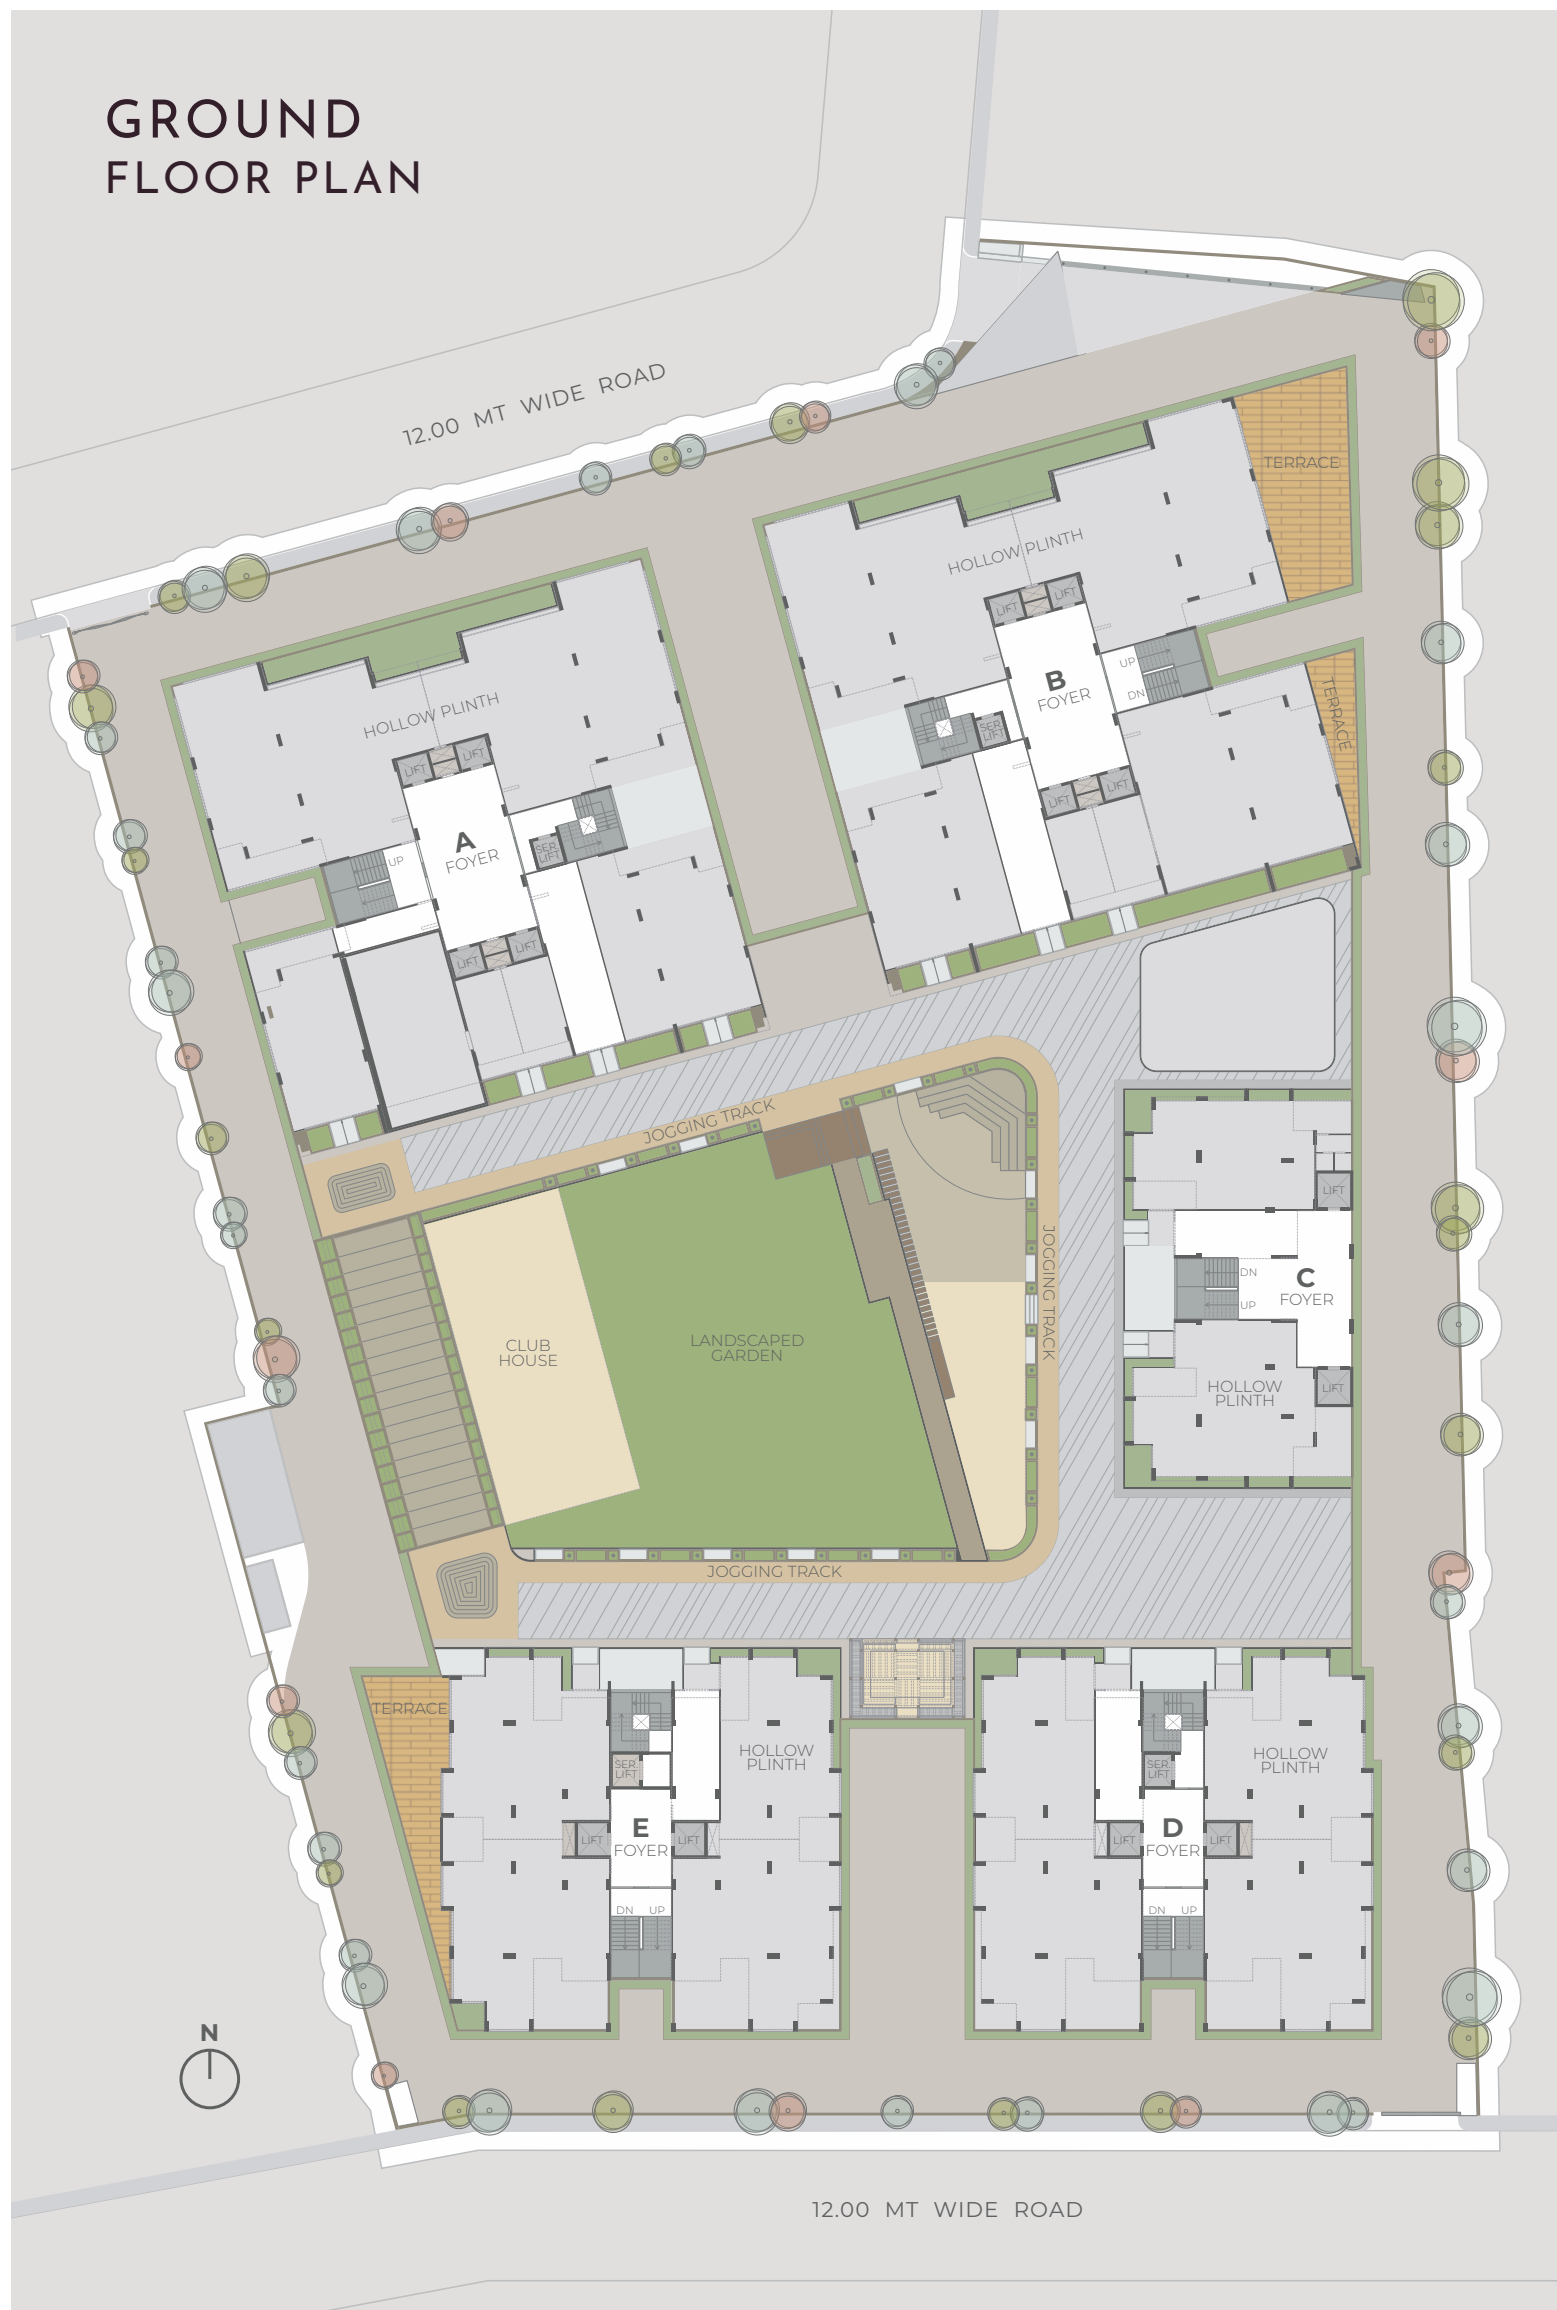 GROUND
FLOOR PLAN
12.00 MT WIDE ROAD
TERRACE
HOLLOW PLINTH
LIFT
LIFT
B
FOYER
UP
DN
TERRACE
SER.
LIFT
LIFT
LIFT
HOLLOW PLINTH
LIFT
LIFT
A
FOYER
UP
SER.
LIFT
LIFT
LIFT
JOGGING TRACK
JOGGING TRACK
LIFT
DN
UP
C
FOYER
LIFT
HOLLOW
PLINTH
CLUB
HOUSE
LANDSCAPED
GARDEN
JOGGING TRACK
TERRACE
HOLLOW
PLINTH
SER.
LIFT
LIFT
E
FOYER
LIFT
DN UP
HOLLOW
PLINTH
SER.
LIFT
LIFT
D
FOYER
LIFT
DN UP
N
12.00 MT WIDE ROAD